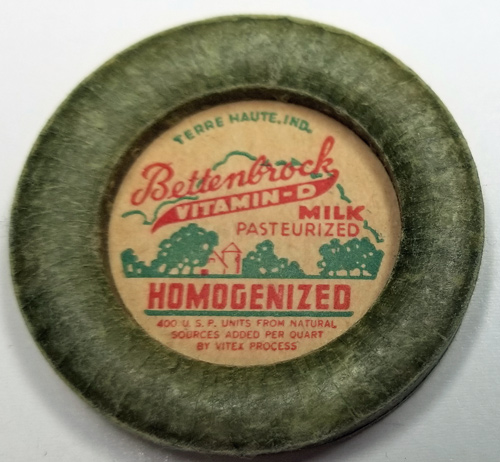 TERRE HAUTE, IND.
Bettenbrock
VITAMIN-D
MILK
PASTEURIZED
HOMOGENIZED
400 U. S. P. UNITS FROM NATURAL
SOURCES ADDED PER QUART
BY VITEX PROCESS